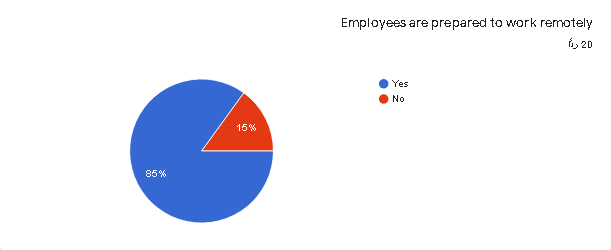 Employees are prepared to work remotely
20 ردًا
Yes
No
15%
85%